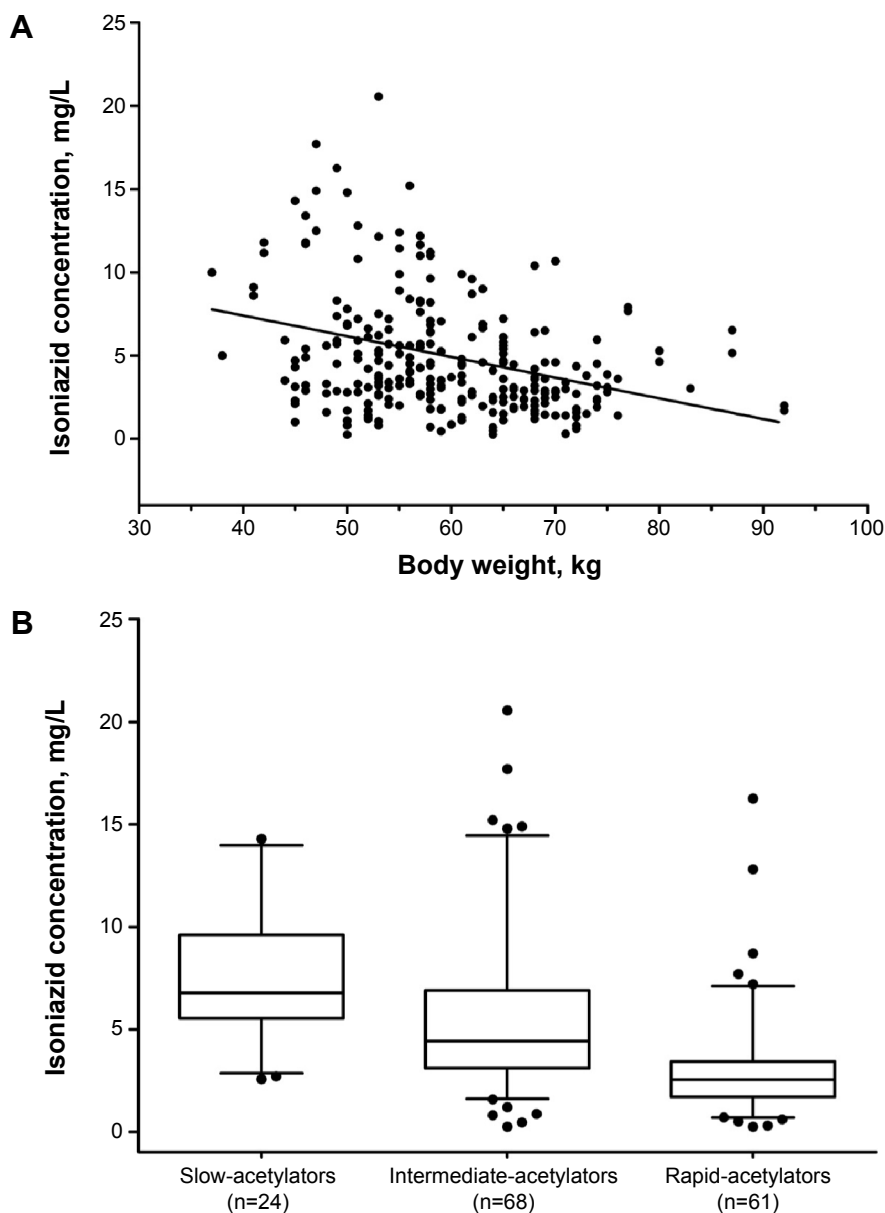 A
25
20
15
10
5
0
Isoniazid concentration, mg/L
30 40 50 60 70 80 90 100
Body weight, kg
B
25
20
15
10
5
0
Isoniazid concentration, mg/L
Slow-acetylators Intermediate-acetylators Rapid-acetylators
(n=24) (n=68) (n=61)